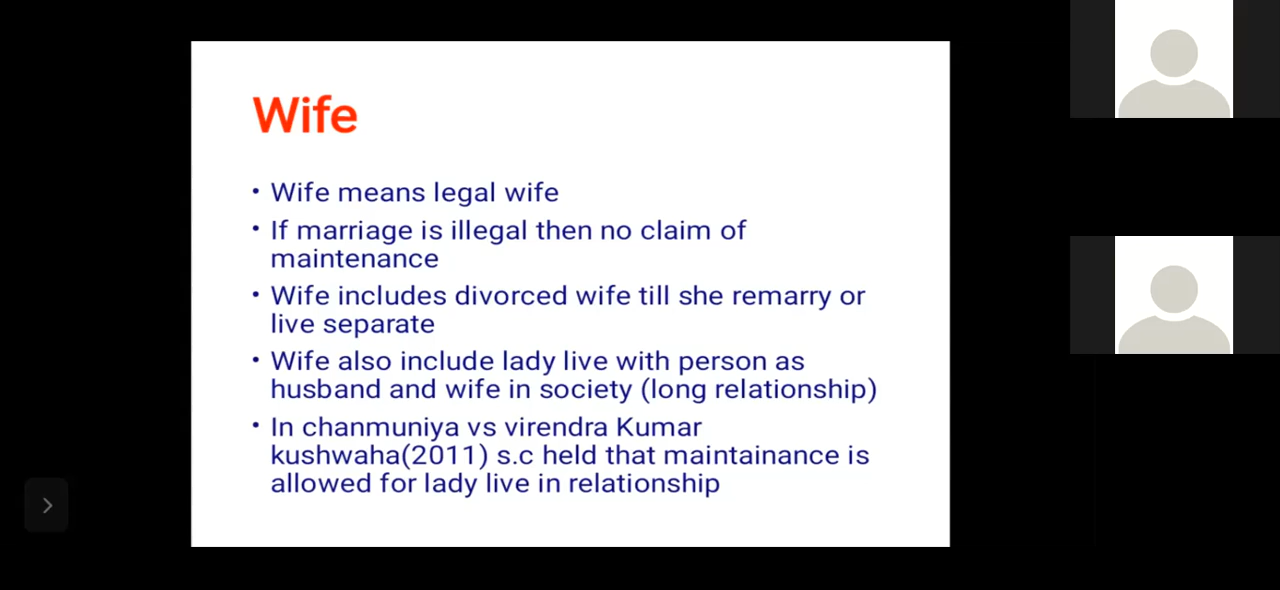 Wife
• Wife means legal wife
• If marriage is illegal then no claim of
maintenance
• Wife includes divorced wife till she remarry or
live separate
• Wife also include lady live with person as
husband and wife in society (long relationship)
• In chanmuniya vs virendra Kumar
kushwaha(2011) s.c held that maintainance is
allowed for lady live in relationship